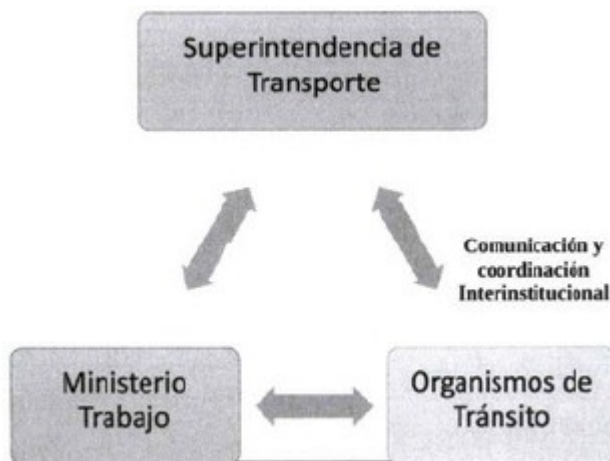 Superintendencia de
Transporte
Comunicación y
coordinación
Interinstitucional
Ministerio
Trabajo
Organismos de
Tránsito